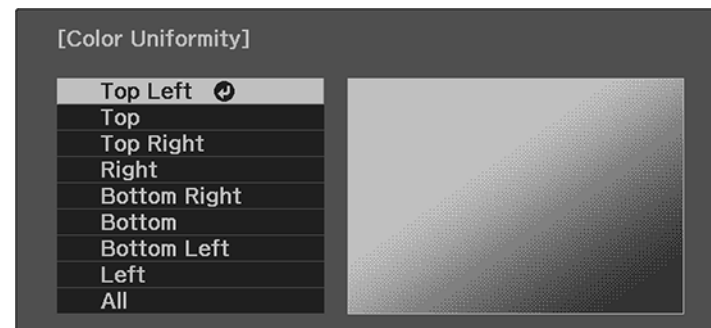 [Color Uniformity]
Top Left
Top
Top Right
Right
Bottom Right
Bottom
Bottom Left
Left
All